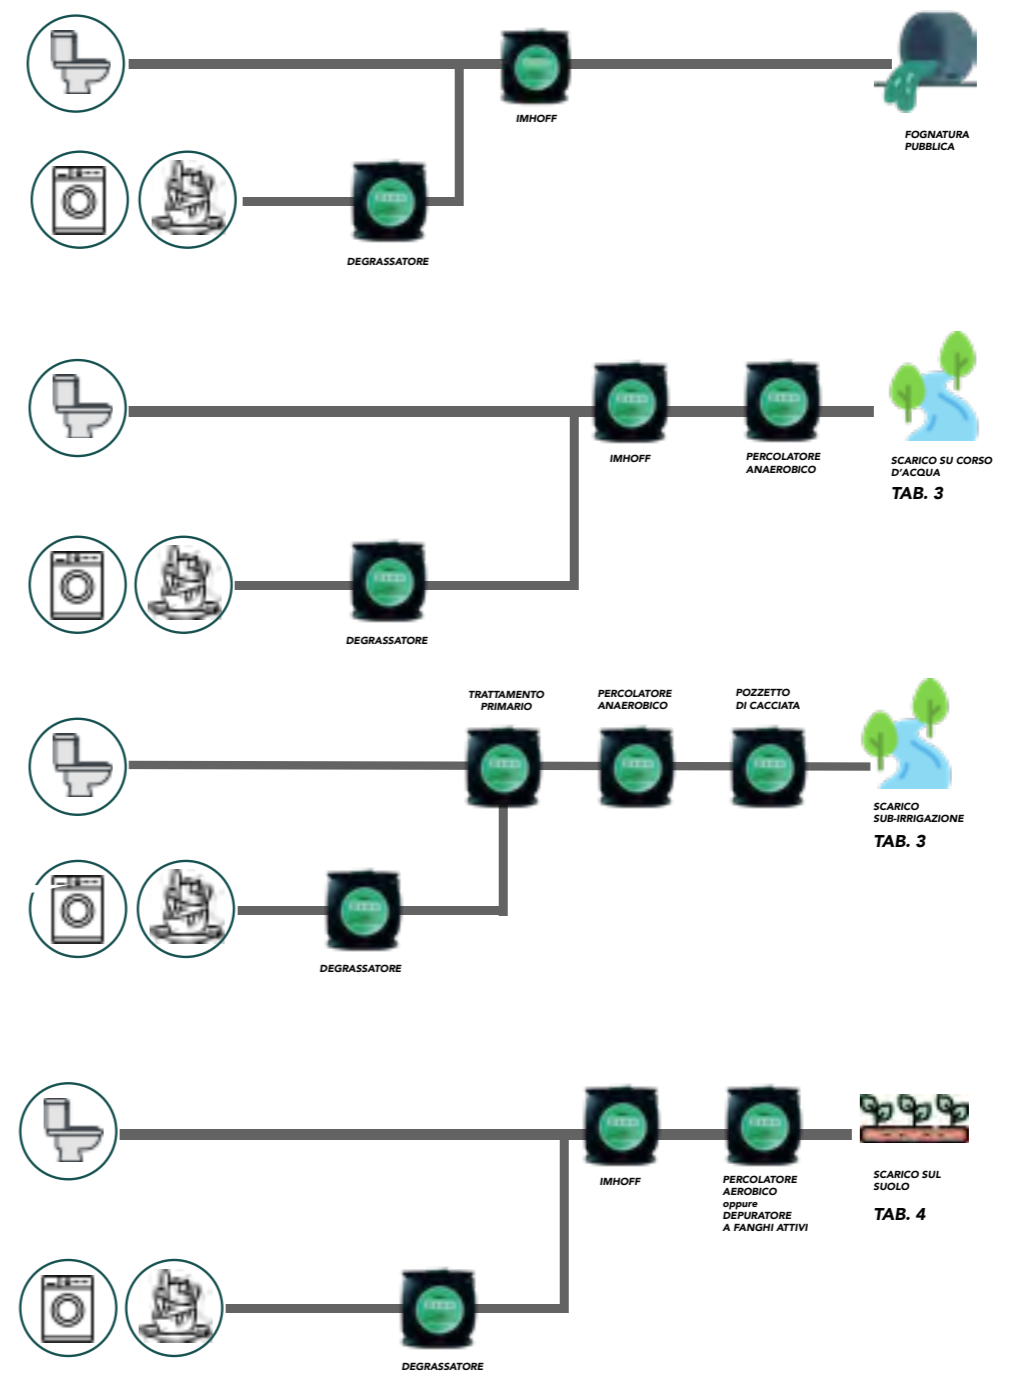 IMHOFF
FOGNATURA
PUBBLICA
DEGRASSATORE
IMHOFF
PERCOLATORE
ANAEROBICO
SCARICO SU CORSO
D'ACQUA
TAB. 3
DEGRASSATORE
TRATTAMENTO
PRIMARIO
PERCOLATORE
ANAEROBICO
POZZETTO
DI CACCIATA
SCARICO
SUB-IRRIGAZIONE
TAB. 3
DEGRASSATORE
IMHOFF
PERCOLATORE
AEROBICO
oppure
DEPURATORE
A FANGHI ATTIVI
SCARICO SUL
SUOLO
TAB. 4
DEGRASSATORE